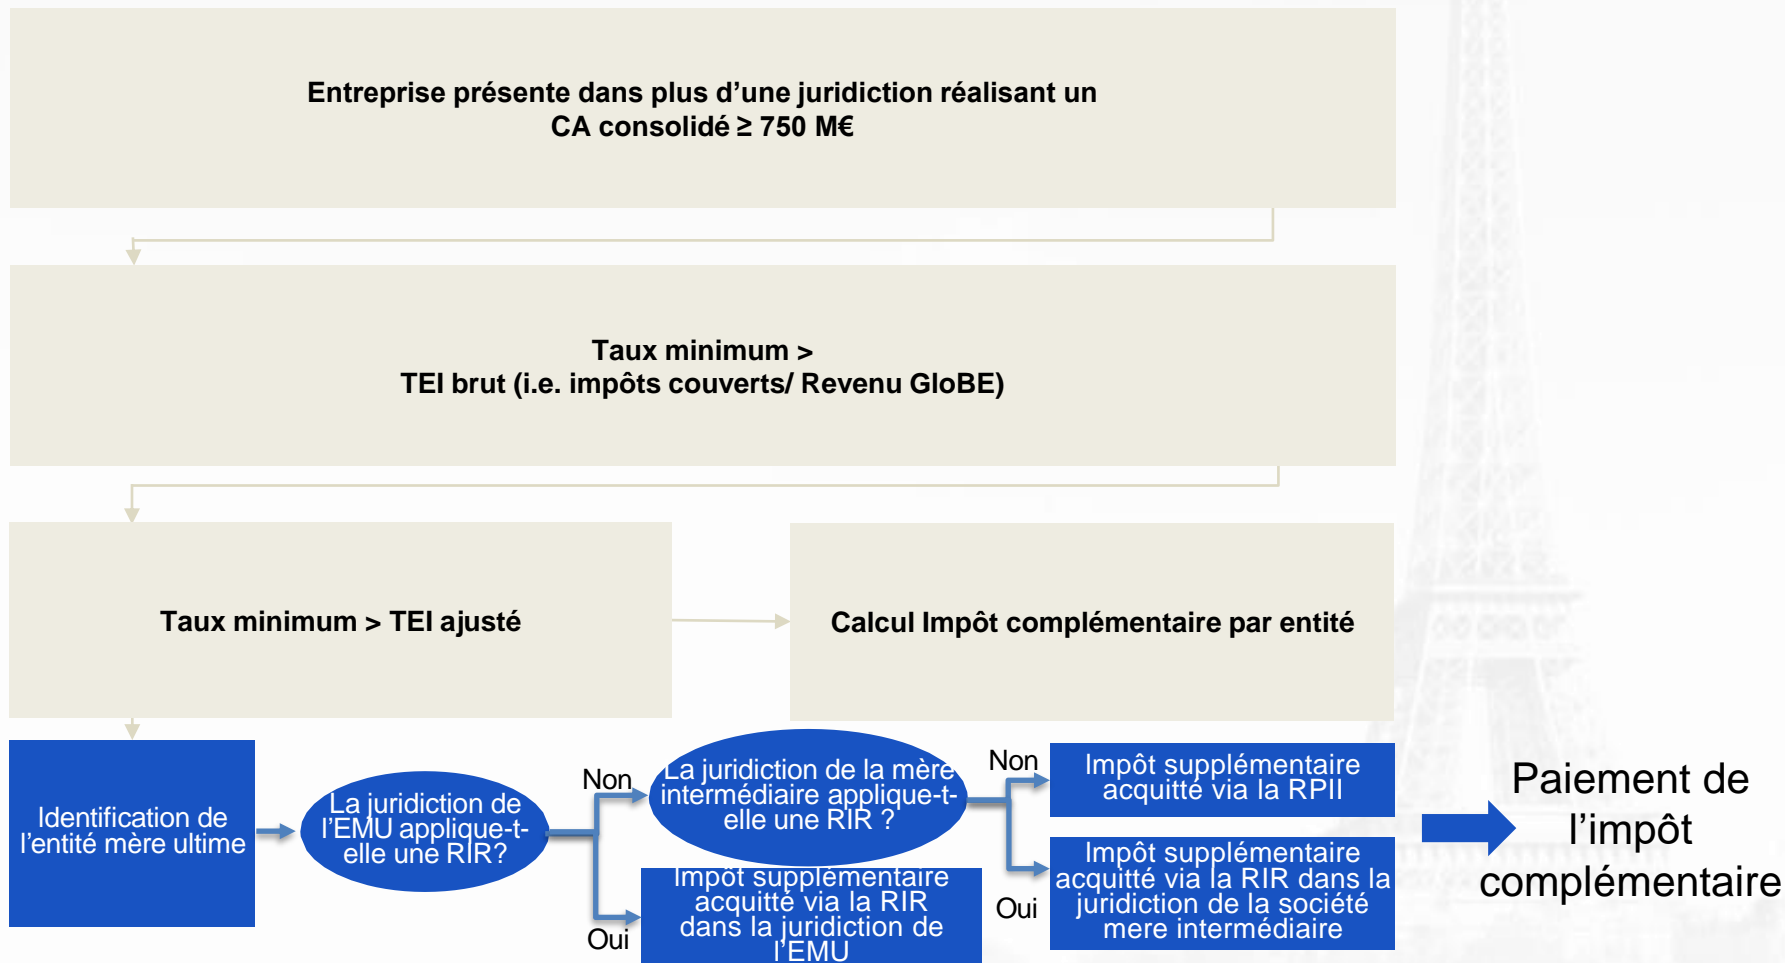 Entreprise présente dans plus d’une juridiction réalisant un
CA consolidé ≥ 750 M€
Taux minimum >
TEI brut (i.e. impôts couverts/ Revenu GloBE)
Taux minimum > TEI ajusté
Calcul Impôt complémentaire par entité
Identification de
l’entité mère ultime
La juridiction de
l’EMU applique-t-
elle une RIR?
Non
Oui
La juridiction de la mère
intermédiaire applique-t-
elle une RIR ?
Impôt supplémentaire
acquitté via la RIR
dans la juridiction de
l’EMU
Non
Oui
Impôt supplémentaire
acquitté via la RPII
Impôt supplémentaire
acquitté via la RIR dans la
juridiction de la société
mere intermédiaire
Paiement de
l’impôt
complémentaire